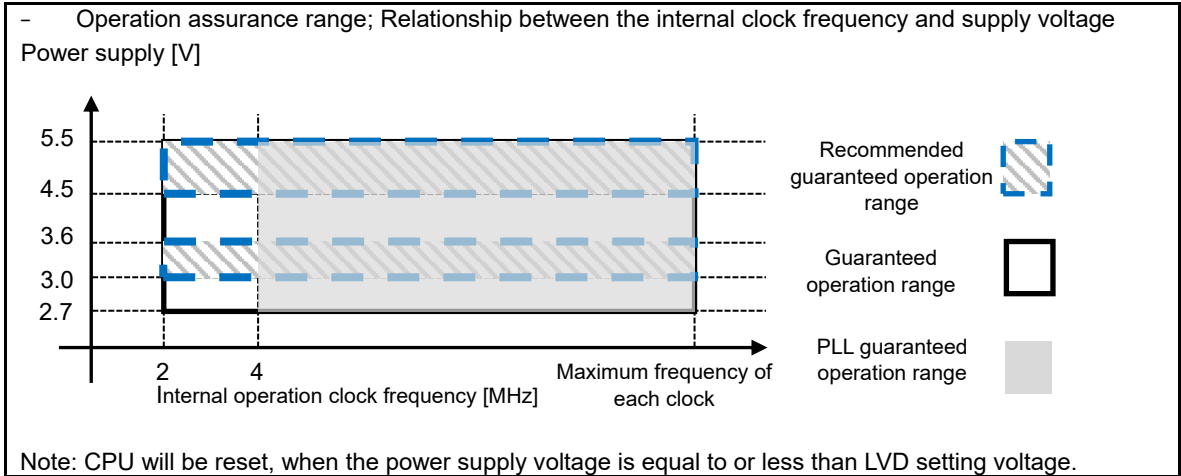 − Operation assurance range; Relationship between the internal clock frequency and supply voltage
Power supply [V]
5.5
4.5
3.6
3.0
2.7
2
4
Maximum frequency of
each clock
Internal operation clock frequency [MHz]
Recommended
guaranteed operation
range
Guaranteed
operation range
PLL guaranteed
operation range
Note: CPU will be reset, when the power supply voltage is equal to or less than LVD setting voltage.